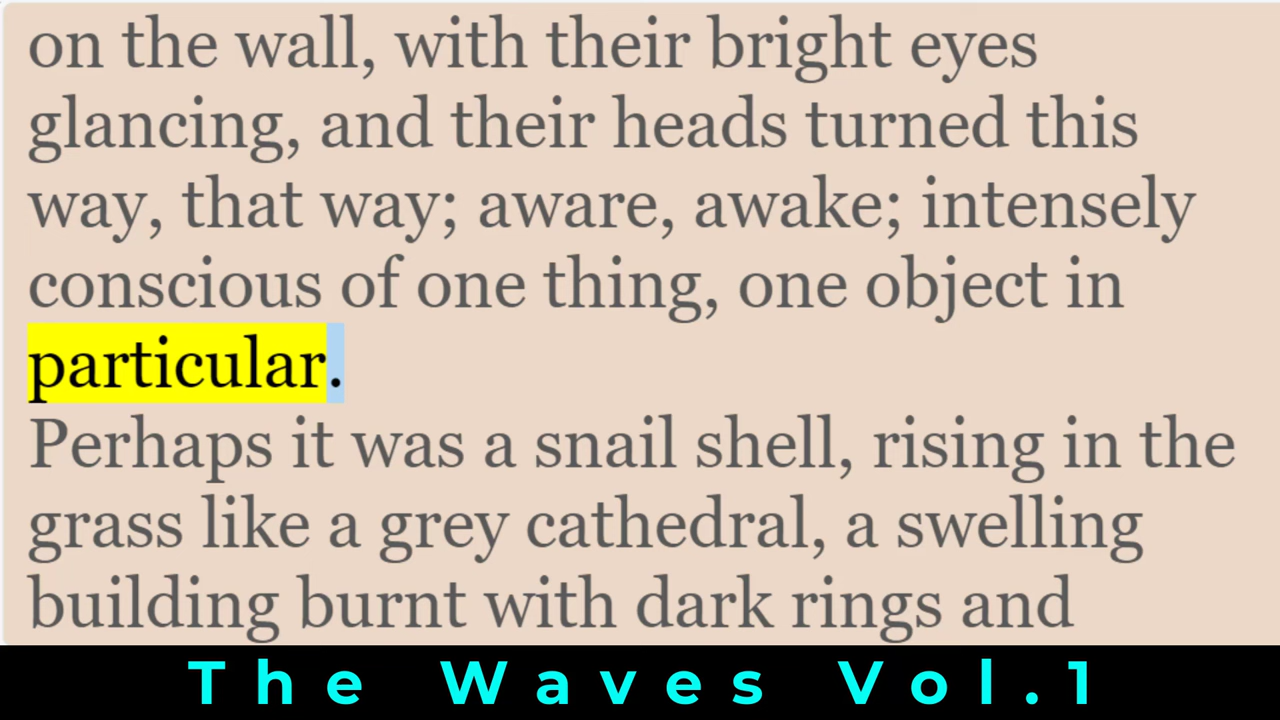 on the wall, with their bright eyes
glancing, and their heads turned this
way, that way; aware, awake; intensely
conscious of one thing, one object in
particular.
Perhaps it was a snail shell, rising in the
grass like a grey cathedral, a swelling
building burnt with dark rings and
The Waves Vol.1